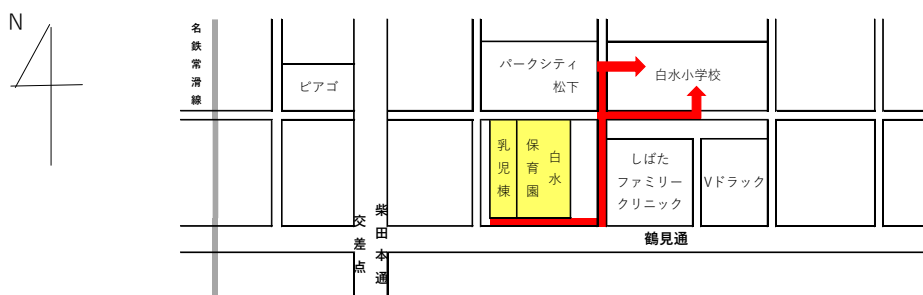 N
名鉄常滑線
ピアゴ
パークシティ
松下
白水小学校
乳児棟
保育園
白水
しばた
ファミリー
クリニック
Vドラック
柴田本通
交差点
鶴見通